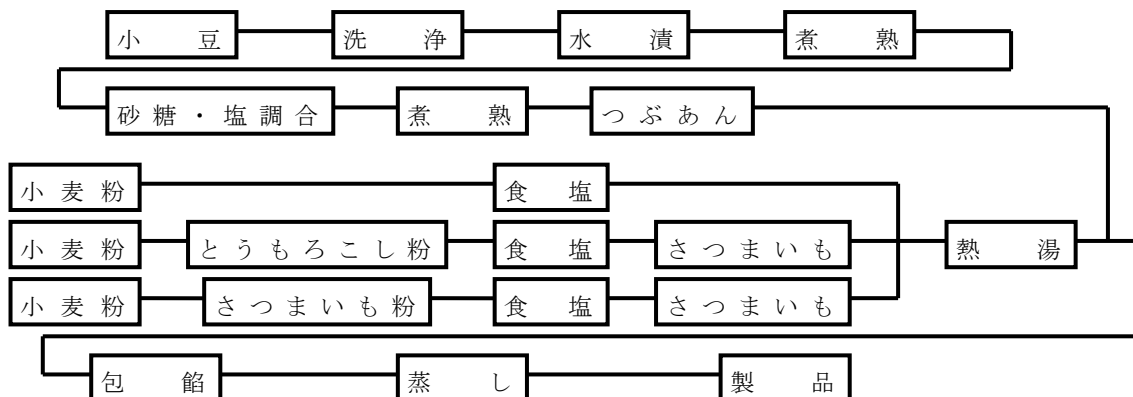 小豆 洗浄 水漬 煮熟
砂糖・塩調合 煮熟 つぶあん
小麦粉 食塩
小麦粉 とうもろこし粉 食塩 さつまいも 熱湯
小麦粉 さつまいも粉 食塩 さつまいも
包餡 蒸し 製品